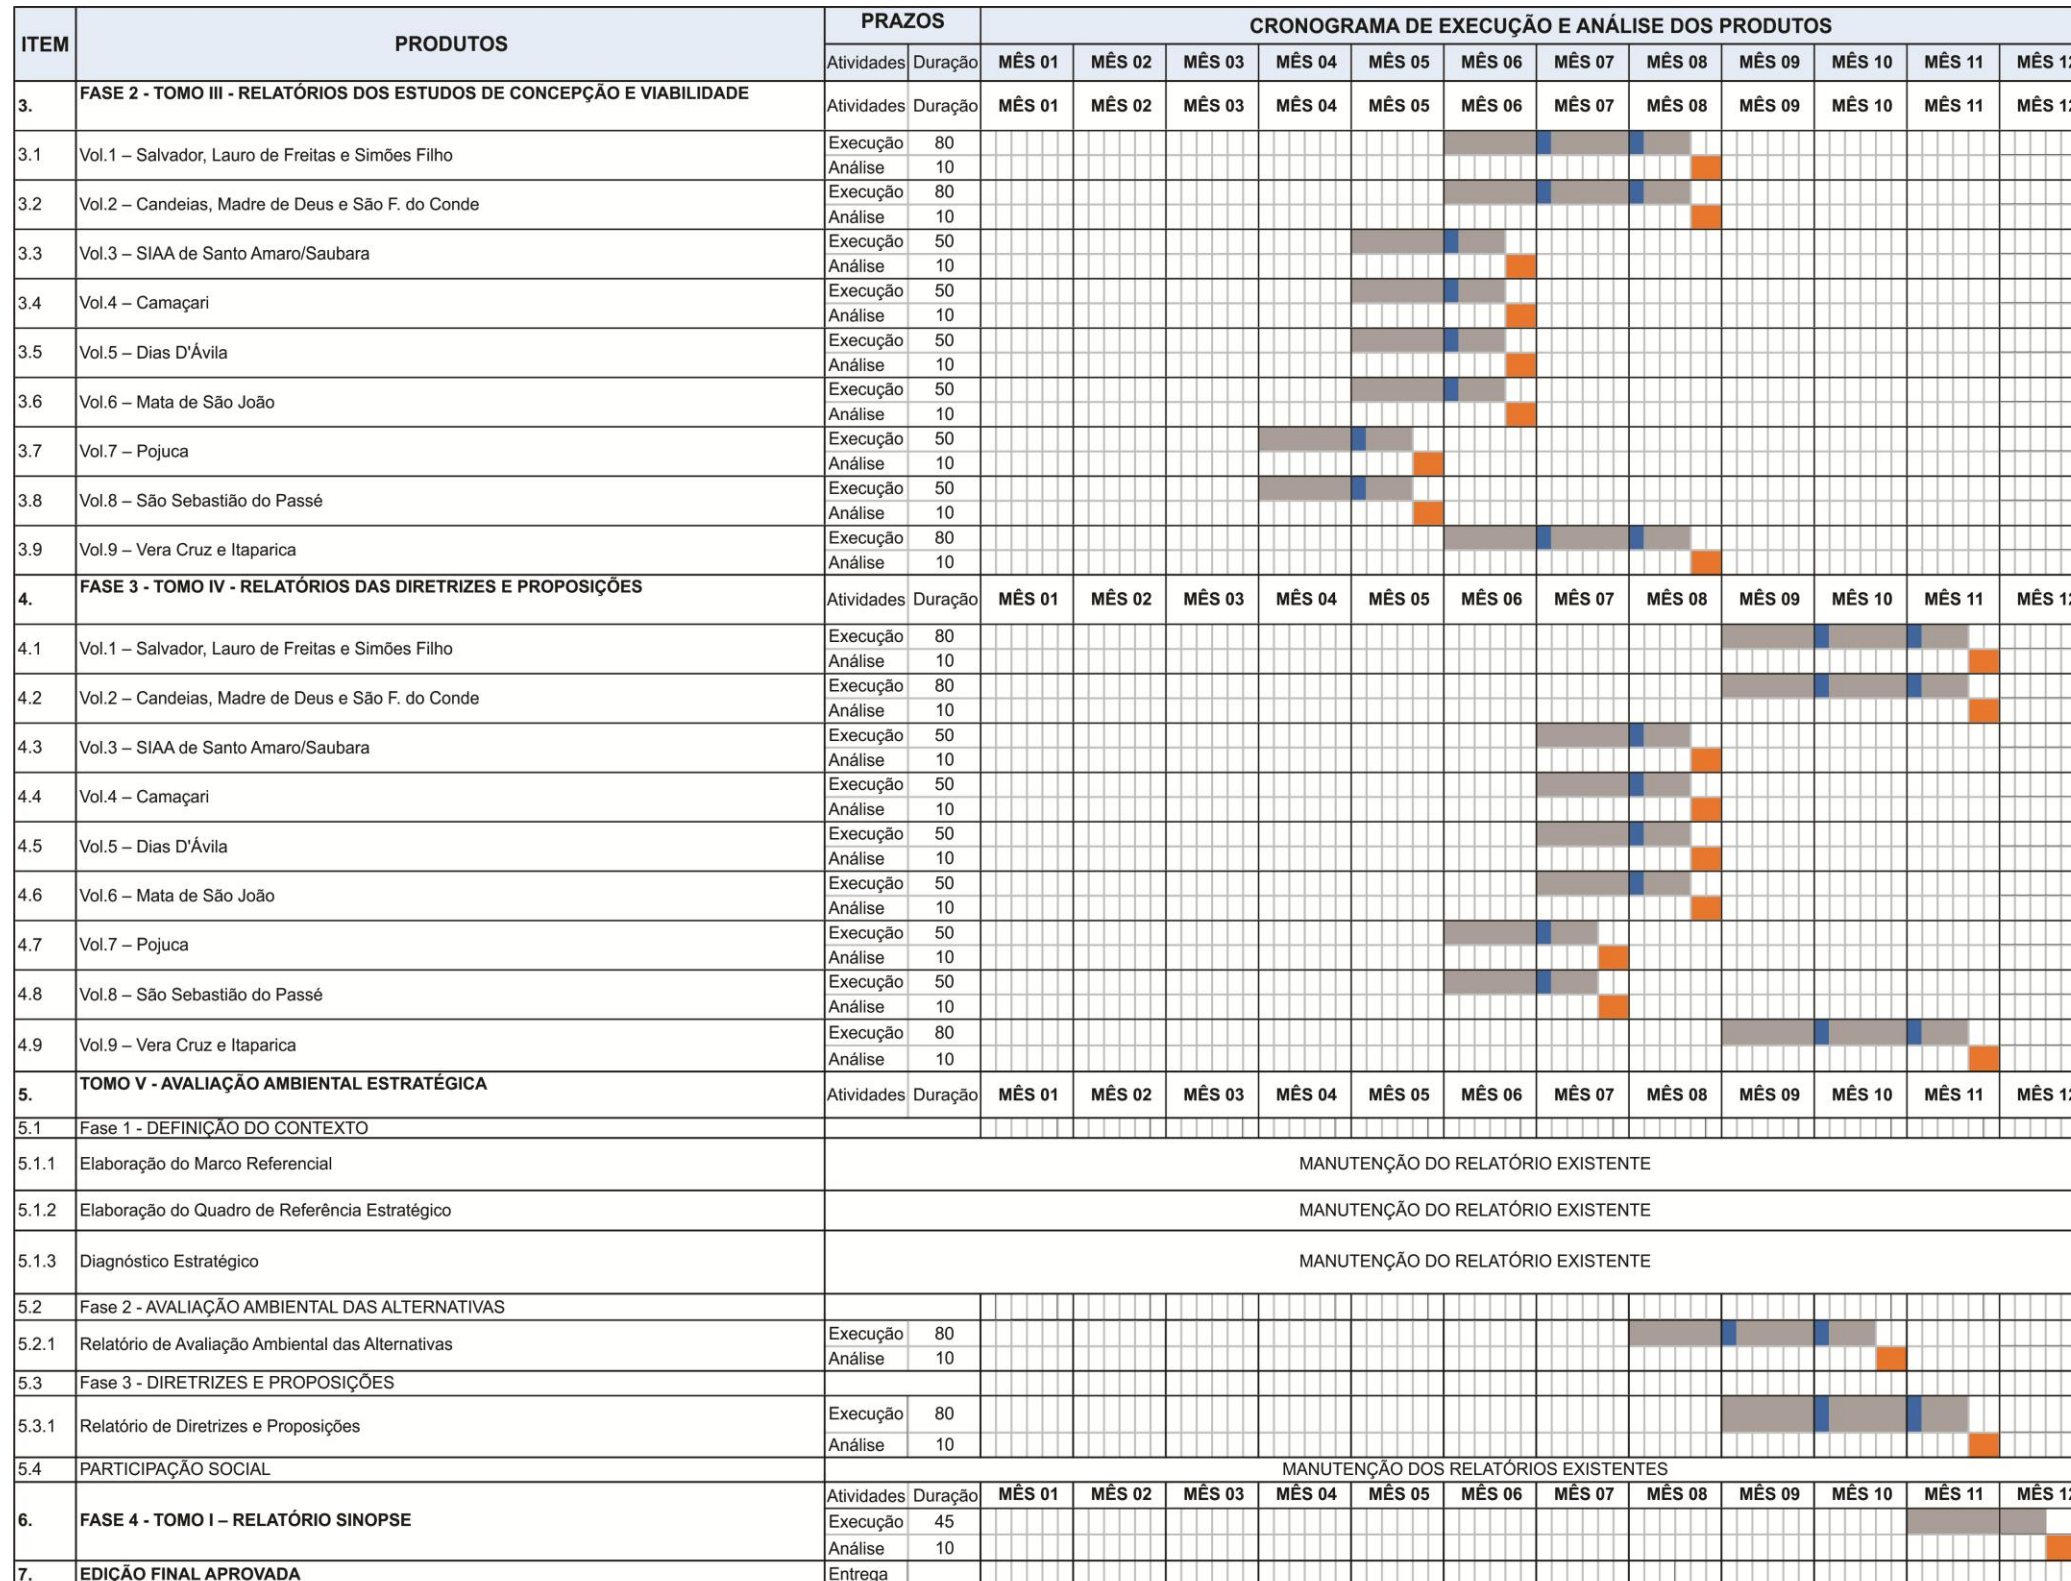 ITEM PRODUTOS PRAZOS CRONOGRAMA DE EXECUÇÃO E ANÁLISE DOS PRODUTOS
Atividades Duração MÊS 01 MÊS 02 MÊS 03 MÊS 04 MÊS 05 MÊS 06 MÊS 07 MÊS 08 MÊS 09 MÊS 10 MÊS 11 MÊS
3. FASE 2 - TOMO III - RELATÓRIOS DOS ESTUDOS DE CONCEPÇÃO E VIABILIDADE Atividades Duração MÊS 01 MÊS 02 MÊS 03 MÊS 04 MÊS 05 MÊS 06 MÊS 07 MÊS 08 MÊS 09 MÊS 10 MÊS 11 MÊS
3.1 Vol.1 – Salvador, Lauro de Freitas e Simões Filho Execução 80
Análise 10
3.2 Vol.2 – Candeias, Madre de Deus e São F. do Conde Execução 80
Análise 10
3.3 Vol.3 – SIAA de Santo Amaro/Saubara Execução 50
Análise 10
3.4 Vol.4 – Camaçari Execução 50
Análise 10
3.5 Vol.5 – Dias D'Ávila Execução 50
Análise 10
3.6 Vol.6 – Mata de São João Execução 50
Análise 10
3.7 Vol.7 – Pojuca Execução 50
Análise 10
3.8 Vol.8 – São Sebastião do Passé Execução 50
Análise 10
3.9 Vol.9 – Vera Cruz e Itaparica Execução 80
Análise 10
4. FASE 3 - TOMO IV - RELATÓRIOS DAS DIRETRIZES E PROPOSIÇÕES Atividades Duração MÊS 01 MÊS 02 MÊS 03 MÊS 04 MÊS 05 MÊS 06 MÊS 07 MÊS 08 MÊS 09 MÊS 10 MÊS 11 MÊS
4.1 Vol.1 – Salvador, Lauro de Freitas e Simões Filho Execução 80
Análise 10
4.2 Vol.2 – Candeias, Madre de Deus e São F. do Conde Execução 80
Análise 10
4.3 Vol.3 – SIAA de Santo Amaro/Saubara Execução 50
Análise 10
4.4 Vol.4 – Camaçari Execução 50
Análise 10
4.5 Vol.5 – Dias D'Ávila Execução 50
Análise 10
4.6 Vol.6 – Mata de São João Execução 50
Análise 10
4.7 Vol.7 – Pojuca Execução 50
Análise 10
4.8 Vol.8 – São Sebastião do Passé Execução 50
Análise 10
4.9 Vol.9 – Vera Cruz e Itaparica Execução 80
Análise 10
5. TOMO V - AVALIAÇÃO AMBIENTAL ESTRATÉGICA Atividades Duração MÊS 01 MÊS 02 MÊS 03 MÊS 04 MÊS 05 MÊS 06 MÊS 07 MÊS 08 MÊS 09 MÊS 10 MÊS 11 MÊS
5.1 Fase 1 - DEFINIÇÃO DO CONTEXTO
5.1.1 Elaboração do Marco Referencial MANUTENÇÃO DO RELATÓRIO EXISTENTE
5.1.2 Elaboração do Quadro de Referência Estratégico MANUTENÇÃO DO RELATÓRIO EXISTENTE
5.1.3 Diagnóstico Estratégico MANUTENÇÃO DO RELATÓRIO EXISTENTE
5.2 Fase 2 - AVALIAÇÃO AMBIENTAL DAS ALTERNATIVAS
5.2.1 Relatório de Avaliação Ambiental das Alternativas Execução 80
Análise 10
5.3 Fase 3 - DIRETRIZES E PROPOSIÇÕES
5.3.1 Relatório de Diretrizes e Proposições Execução 80
Análise 10
5.4 PARTICIPAÇÃO SOCIAL MANUTENÇÃO DOS RELATÓRIOS EXISTENTES
Atividades Duração MÊS 01 MÊS 02 MÊS 03 MÊS 04 MÊS 05 MÊS 06 MÊS 07 MÊS 08 MÊS 09 MÊS 10 MÊS 11 MÊS
6. FASE 4 - TOMO I – RELATÓRIO SINOPSE Execução 45
Análise 10
7. EDIÇÃO FINAL APROVADA Entrega